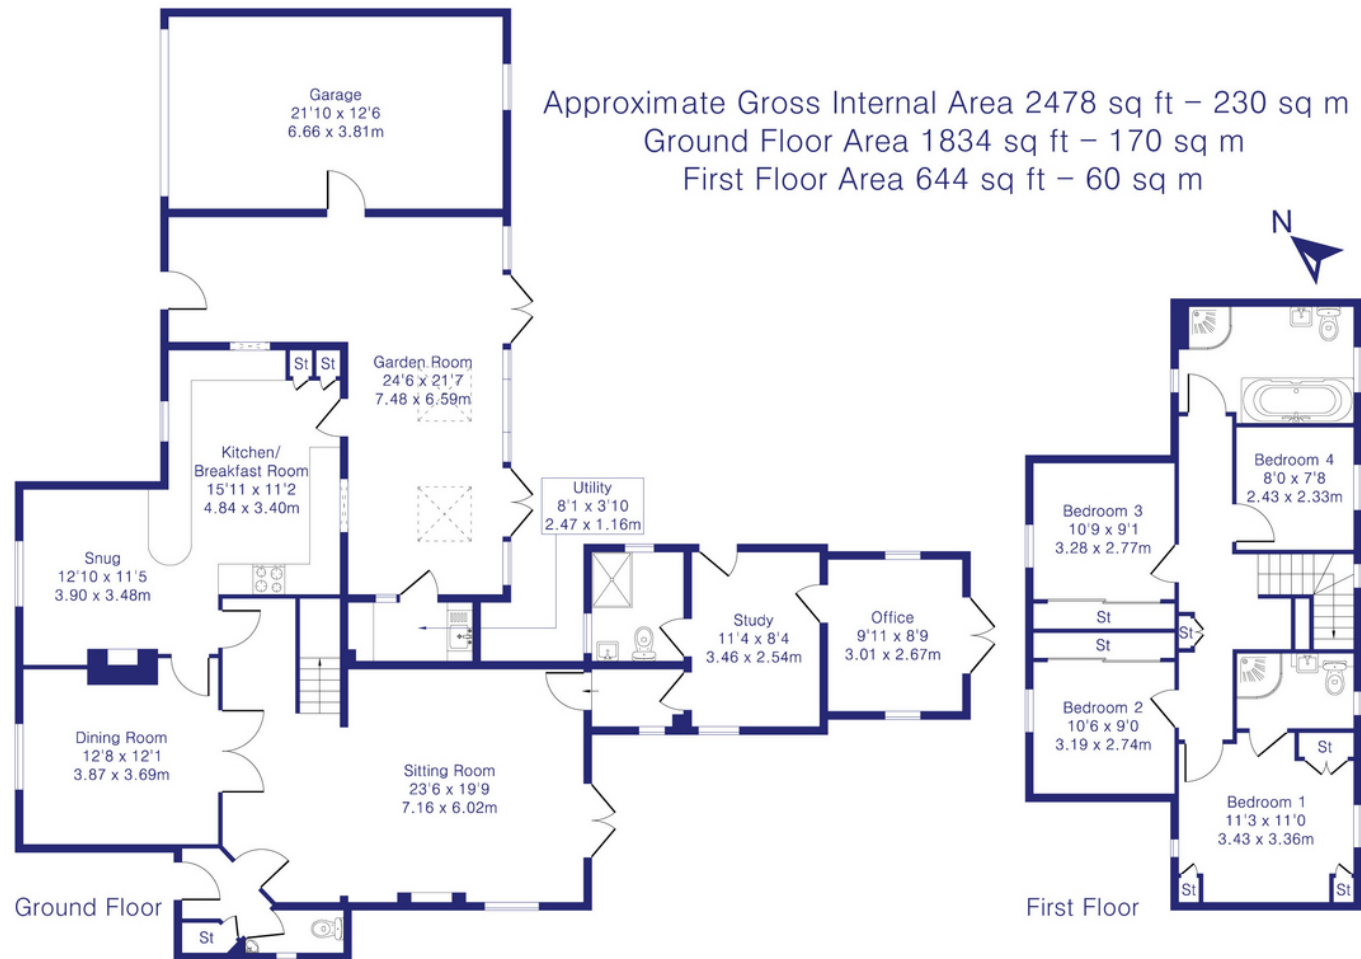 Approximate Gross Internal Area 2478 sq ft – 230 sq m
Ground Floor Area 1834 sq ft – 170 sq m
First Floor Area 644 sq ft – 60 sq m
N
Garage
21'10 x 12'6
6.66 x 3.81m
Garden Room
24'6 x 21'7
7.48 x 6.59m
St
St
Kitchen/
Breakfast Room
15'11 x 11'2
4.84 x 3.40m
Utility
8'1 x 3'10
2.47 x 1.16m
Snug
12'10 x 11'5
3.90 x 3.48m
Study
11'4 x 8'4
3.46 x 2.54m
Office
9'11 x 8'9
3.01 x 2.67m
Dining Room
12'8 x 12'1
3.87 x 3.69m
Sitting Room
23'6 x 19'9
7.16 x 6.02m
St
Ground Floor
Bedroom 4
8'0 x 7'8
2.43 x 2.33m
Bedroom 3
10'9 x 9'1
3.28 x 2.77m
St
St
St
Bedroom 2
10'6 x 9'0
3.19 x 2.74m
St
Bedroom 1
11'3 x 11'0
3.43 x 3.36m
St
St
First Floor